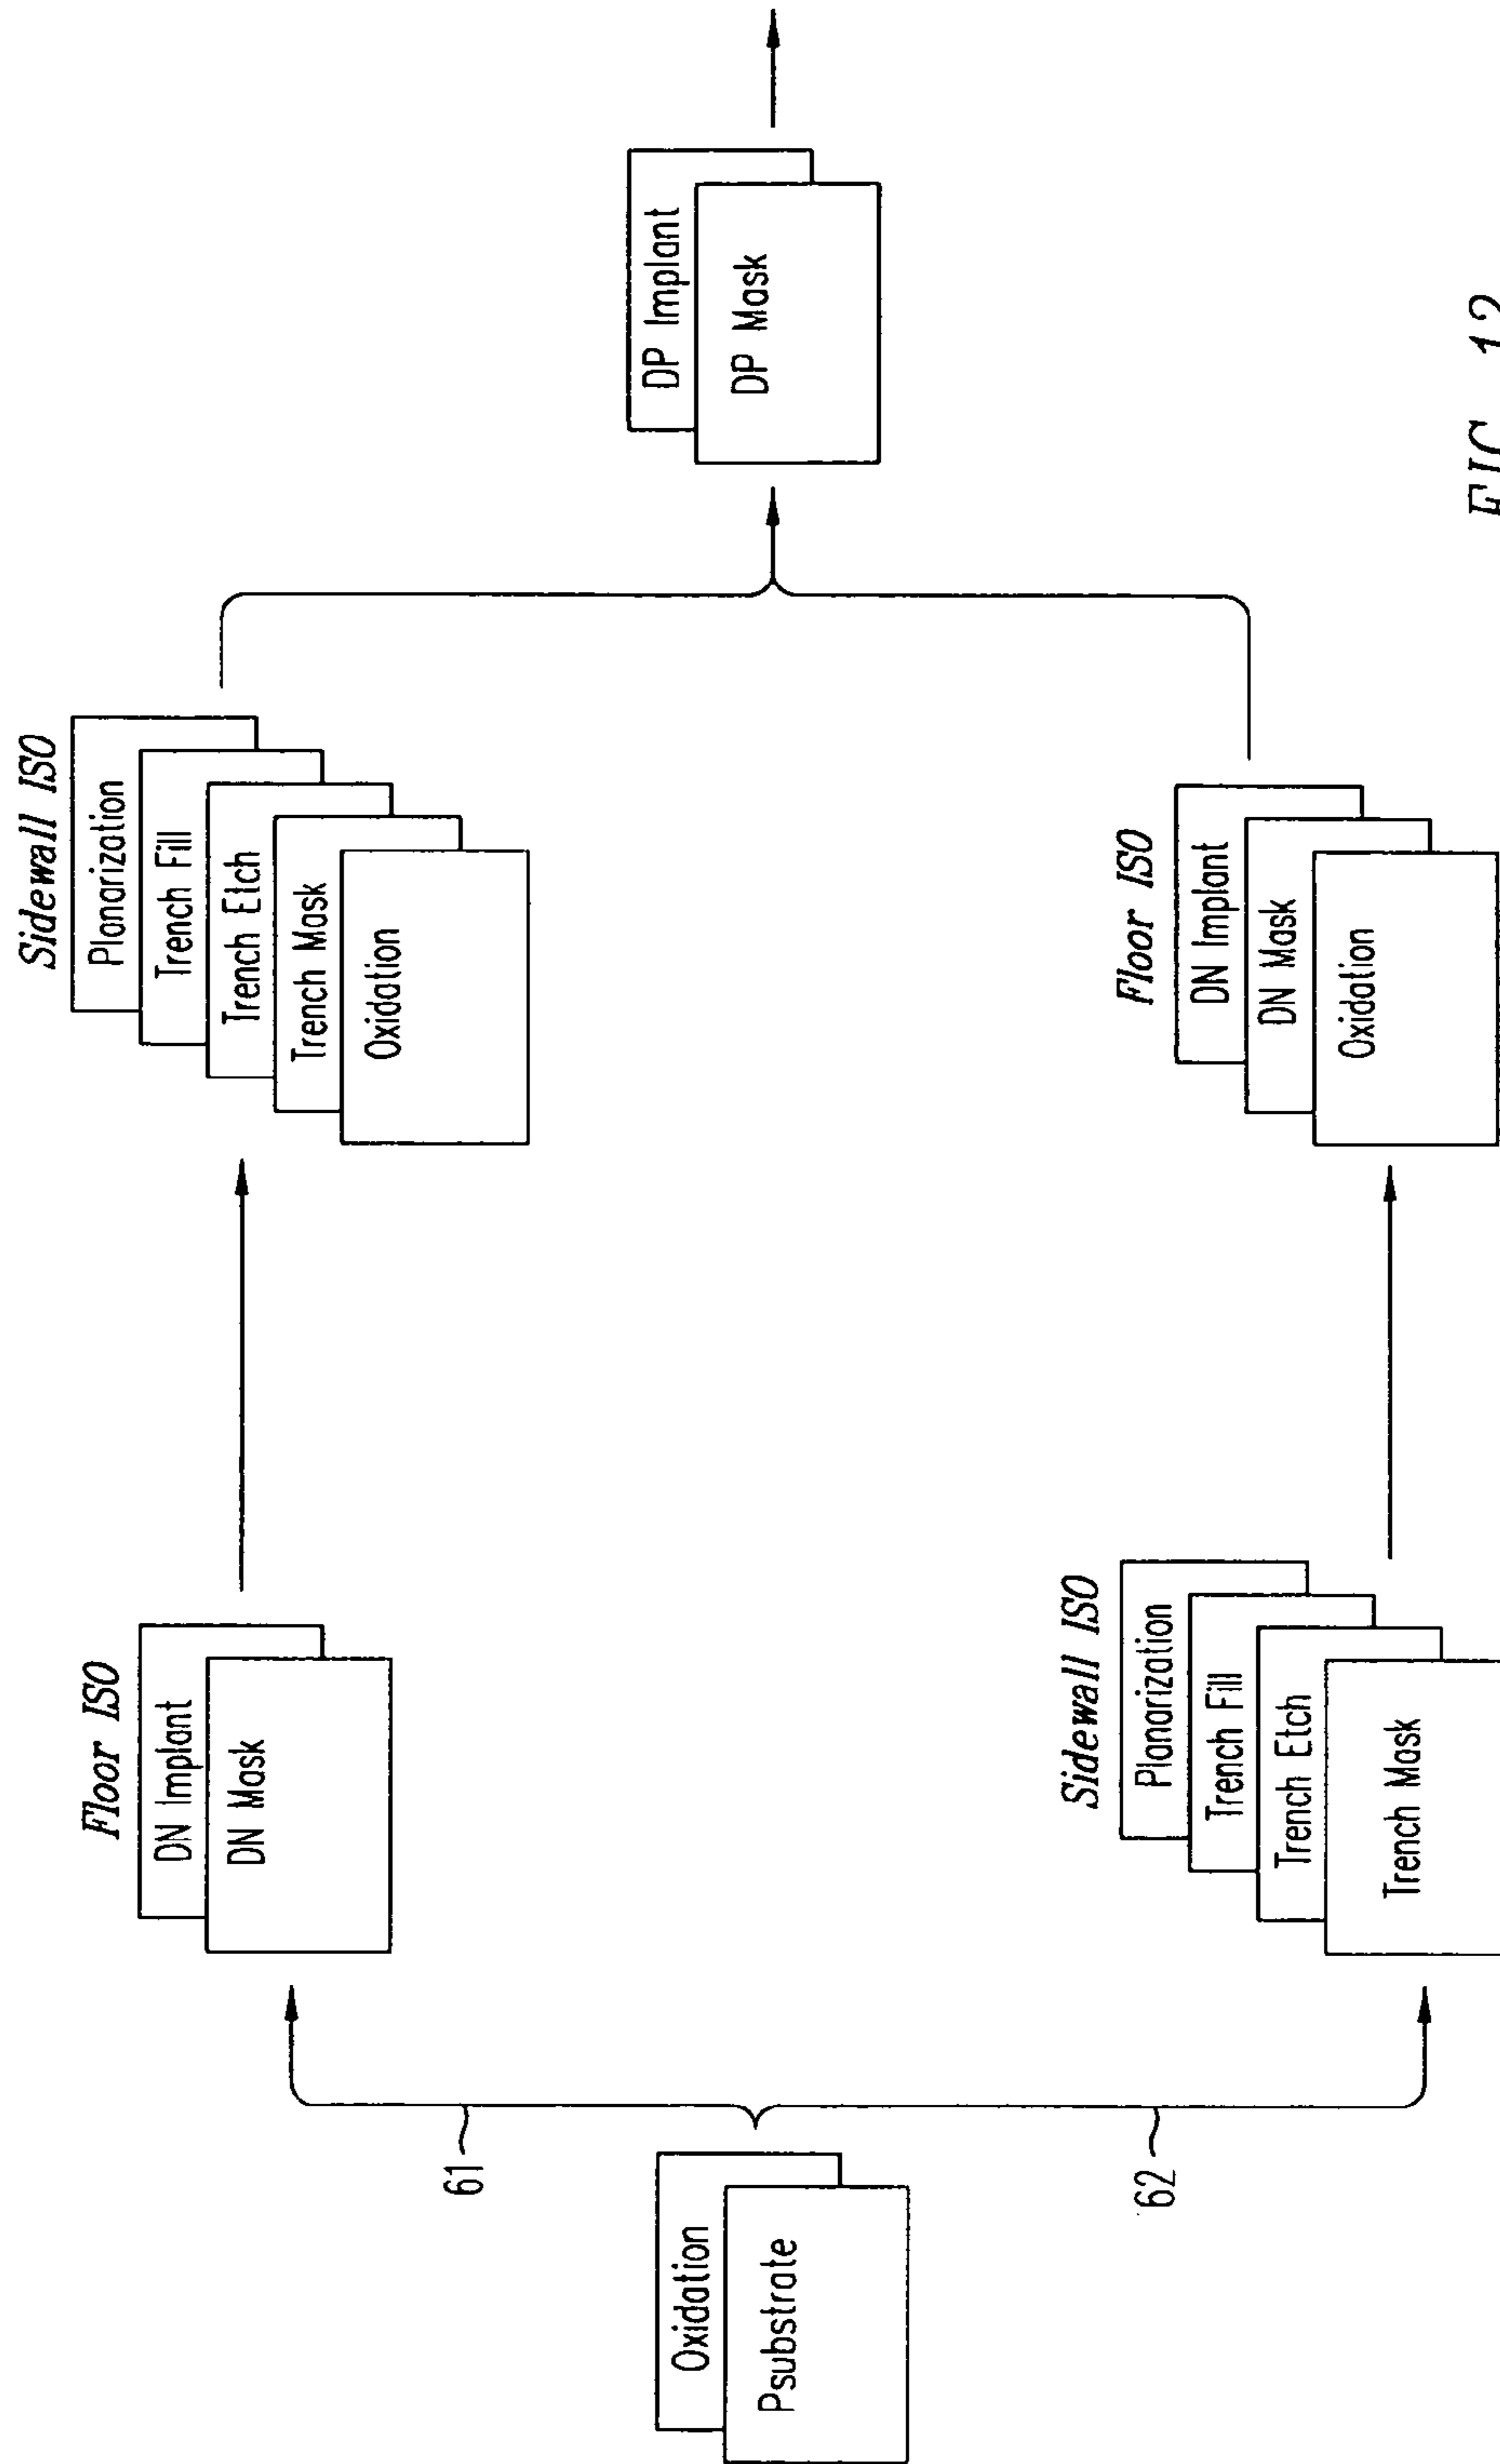 Oxidation
Psubstrate
61
62
Floor ISO
DN Implant
DN Mask
Sidewall ISO
Planarization
Trench Fill
Trench Etch
Trench Mask
Oxidation
Sidewall ISO
Planarization
Trench Fill
Trench Etch
Trench Mask
Floor ISO
DN Implant
DN Mask
Oxidation
DP Implant
DP Mask
FIG. 12